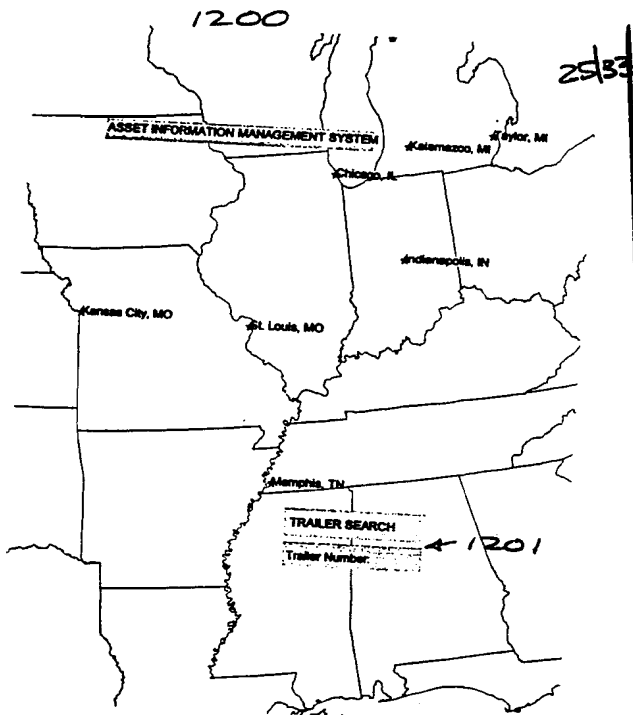 1200
25/33
ASSET INFORMATION MANAGEMENT SYSTEM
Taylor, MI
Kalamazoo, MI
Chicago, IL
Indianapolis, IN
Kansas City, MO
St. Louis, MO
Memphis, TN
TRAILER SEARCH
1201
Trailer Number: